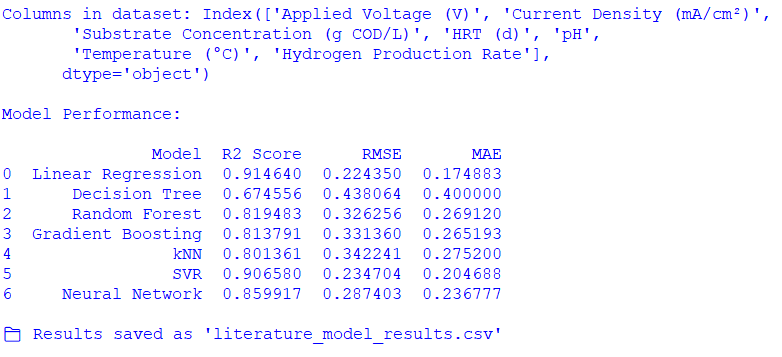 Columns in dataset: Index(['Applied Voltage (V)', 'Current Density (mA/cm²)',
       'Substrate Concentration (g COD/L)', 'HRT (d)', 'pH',
       'Temperature (°C)', 'Hydrogen Production Rate'],
      dtype='object')
Model Performance:
               Model  R2 Score      RMSE       MAE
0  Linear Regression  0.914640  0.224350  0.174883
1      Decision Tree  0.674556  0.438064  0.400000
2      Random Forest  0.819483  0.326256  0.269120
3  Gradient Boosting  0.813791  0.331360  0.265193
4                kNN  0.801361  0.342241  0.275200
5                SVR  0.906580  0.234704  0.204688
6     Neural Network  0.859917  0.287403  0.236777
Results saved as 'literature_model_results.csv'